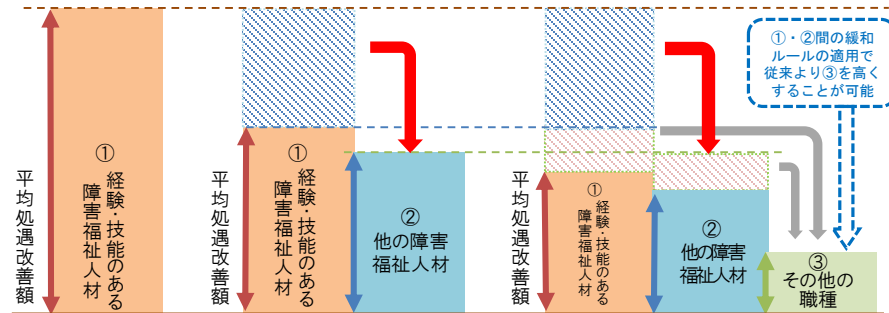 平均処遇改善額
①
経験・技能のある
障害福祉人材
平均処遇改善額
①
経験・技能のある
障害福祉人材
②
他の障害
福祉人材
平均処遇改善額
①
経験・技能のある
障害福祉人材
②
他の障害
福祉人材
③
その他の
職種
①・②間の緩和
ルールの適用で
従来より③を高く
することが可能